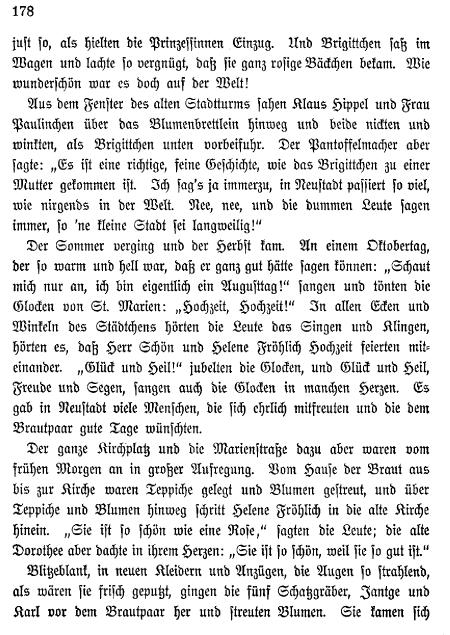 178
just so, als hielten die Prinzessinnen Einzug. Und Brigittchen saß im
Wagen und lachte so vergnügt, daß sie ganz rosige Bäckchen bekam. Wie
wunderschön war es doch auf der Welt!
Aus dem Fenster des alten Stadtturms sahen Klaus Hippel und Frau
Paulinchen über das Blumenbrettlein hinweg und beide nickten und
winkten, als Brigittchen unten vorbeifuhr. Der Pantoffelmacher aber
sagte: „Es ist eine richtige, feine Geschichte, wie das Brigittchen zu einer
Mutter gekommen ist. Ich sag's ja immerzu, in Neustadt passiert so viel,
wie nirgends in der Welt. Nee, nee, und die dummen Leute sagen
immer, so 'ne kleine Stadt sei langweilig!“
Der Sommer verging und der Herbst kam. An einem Oktobertag,
der so warm und hell war, daß er ganz gut hätte sagen können: „Schaut
mich nur an, ich bin eigentlich ein Augusttag!“ sangen und tönten die
Glocken von St. Marien: „Hochzeit, Hochzeit!“ In allen Ecken und
Winkeln des Städtchens hörten die Leute das Singen und Klingen,
hörten es, daß Herr Schön und Helene Fröhlich Hochzeit feierten mit-
einander. „Glück und Heil!“ jubelten die Glocken, und Glück und Heil,
Freude und Segen, sangen auch die Glocken in manchen Herzen. Es
gab in Neustadt viele Menschen, die sich ehrlich mitfreuten und die dem
Brautpaar gute Tage wünschten.
Der ganze Kirchplatz und die Marienstraße dazu aber waren vom
frühen Morgen an in großer Aufregung. Vom Hause der Braut aus
bis zur Kirche waren Teppiche gelegt und Blumen gestreut, und über
Teppiche und Blumen hinweg schritt Helene Fröhlich in die alte Kirche
hinein. „Sie ist so schön wie eine Rose,“ sagten die Leute; die alte
Dorothee aber dachte in ihrem Herzen: „Sie ist so schön, weil sie so gut ist.“
Blitzeblank, in neuen Kleidern und Anzügen, die Augen so strahlend,
als wären sie frisch geputzt, gingen die fünf Schatzgräber, Jantge und
Karl vor dem Brautpaar her und streuten Blumen. Sie kamen sich